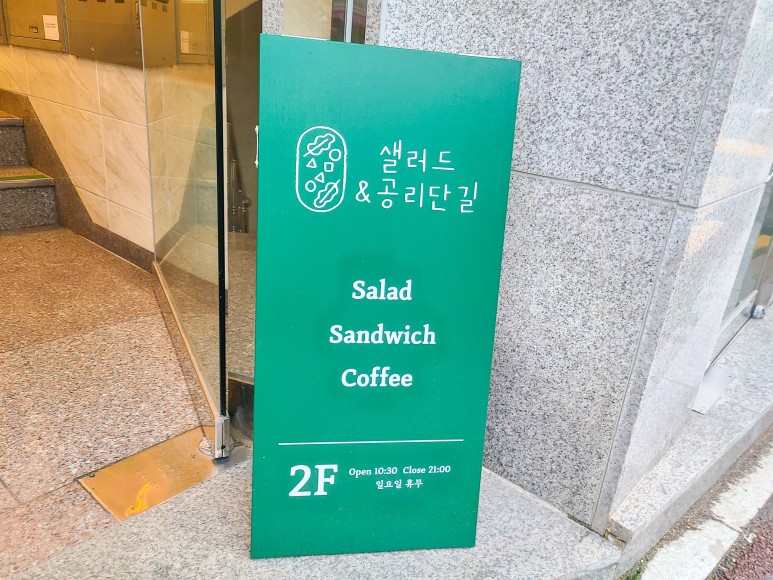 샐러드
&공리단길
Salad
Sandwich
Coffee
2F
Open 10:30 Close 21:00
일요일 휴무